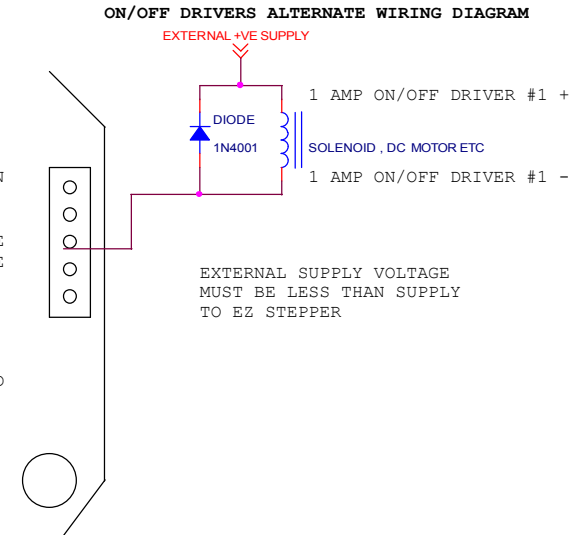 ON/OFF DRIVERS ALTERNATE WIRING DIAGRAM
EXTERNAL +VE SUPPLY
1 AMP ON/OFF DRIVER #1 +
DIODE
1N4001
SOLENOID , DC MOTOR ETC
1 AMP ON/OFF DRIVER #1 -
EXTERNAL SUPPLY VOLTAGE
MUST BE LESS THAN SUPPLY
TO EZ STEPPER